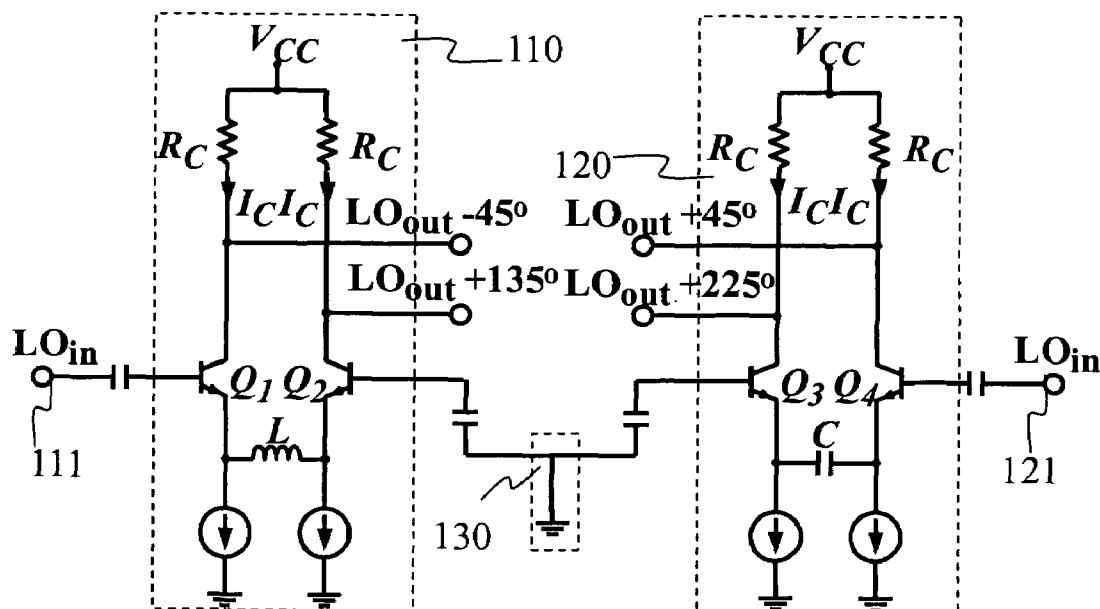 V_CC
110
V_CC
R_C R_C
120
R_C R_C
I_C I_C
I_C I_C
LO_out -45°
LO_out +45°
LO_out +135°
LO_out +225°
LO_in
LO_in
Q_1 Q_2
Q_3 Q_4
L
C
111
121
130